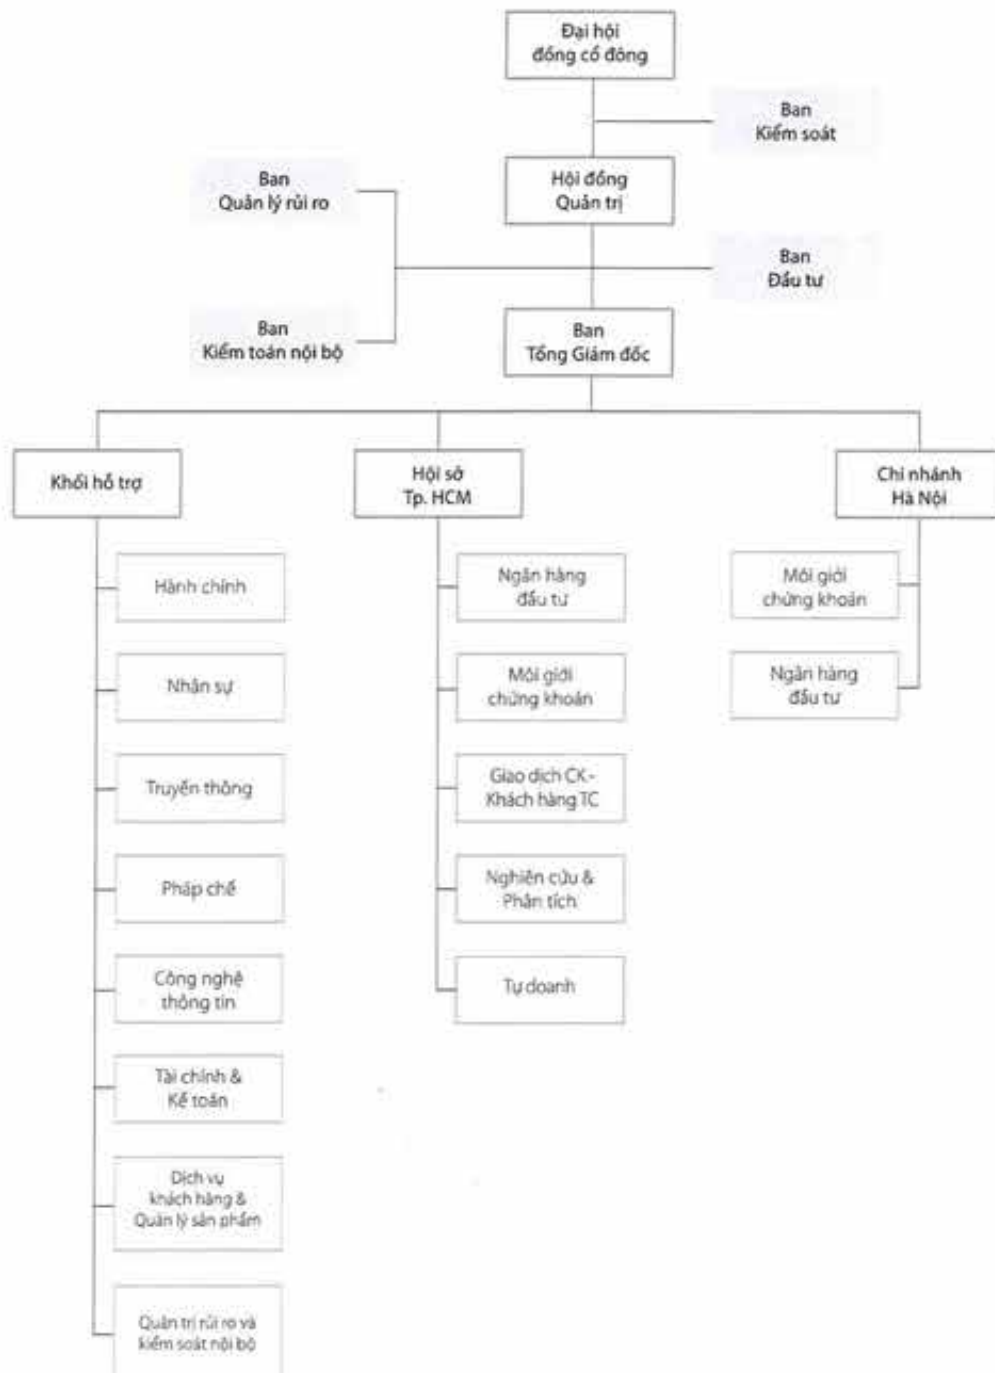 Đại hội
đồng cổ đông
Ban
Kiểm soát
Ban
Quản lý rủi ro
Hội đồng
Quản trị
Ban
Đầu tư
Ban
Kiểm toán nội bộ
Ban
Tổng Giám đốc
Khối hỗ trợ
Hội sở
Tp. HCM
Chi nhánh
Hà Nội
Hành chính
Nhân sự
Truyền thông
Pháp chế
Công nghệ
thông tin
Tài chính &
Kế toán
Dịch vụ
khách hàng &
Quản lý sản phẩm
Quản trị rủi ro và
kiểm soát nội bộ
Ngân hàng
đầu tư
Môi giới
chứng khoán
Giao dịch CK -
Khách hàng TC
Nghiên cứu &
Phân tích
Tự doanh
Môi giới
chứng khoán
Ngân hàng
đầu tư